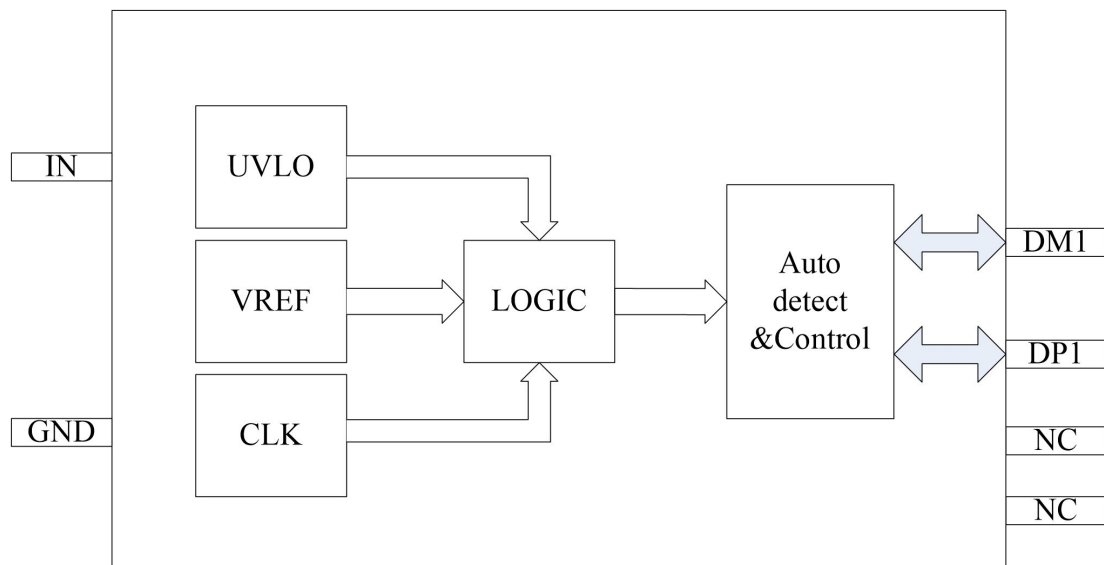 IN
GND
UVLO
VREF
CLK
LOGIC
Auto
detect
&Control
DM1
DP1
NC
NC